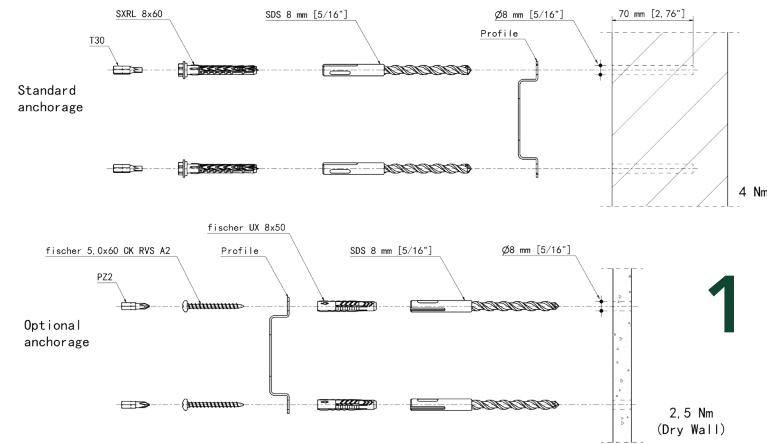 SXRL 8x60
SDS 8 mm [5/16"]
Ø8 mm [5/16"]
70 mm [2,76"]
T30
Profile
Standard
anchorage
4 Nm
fischer UX 8x50
fischer 5,0x60 CK RVS A2
Profile
SDS 8 mm [5/16"]
Ø8 mm [5/16"]
PZ2
1
Optional
anchorage
2,5 Nm
(Dry Wall)